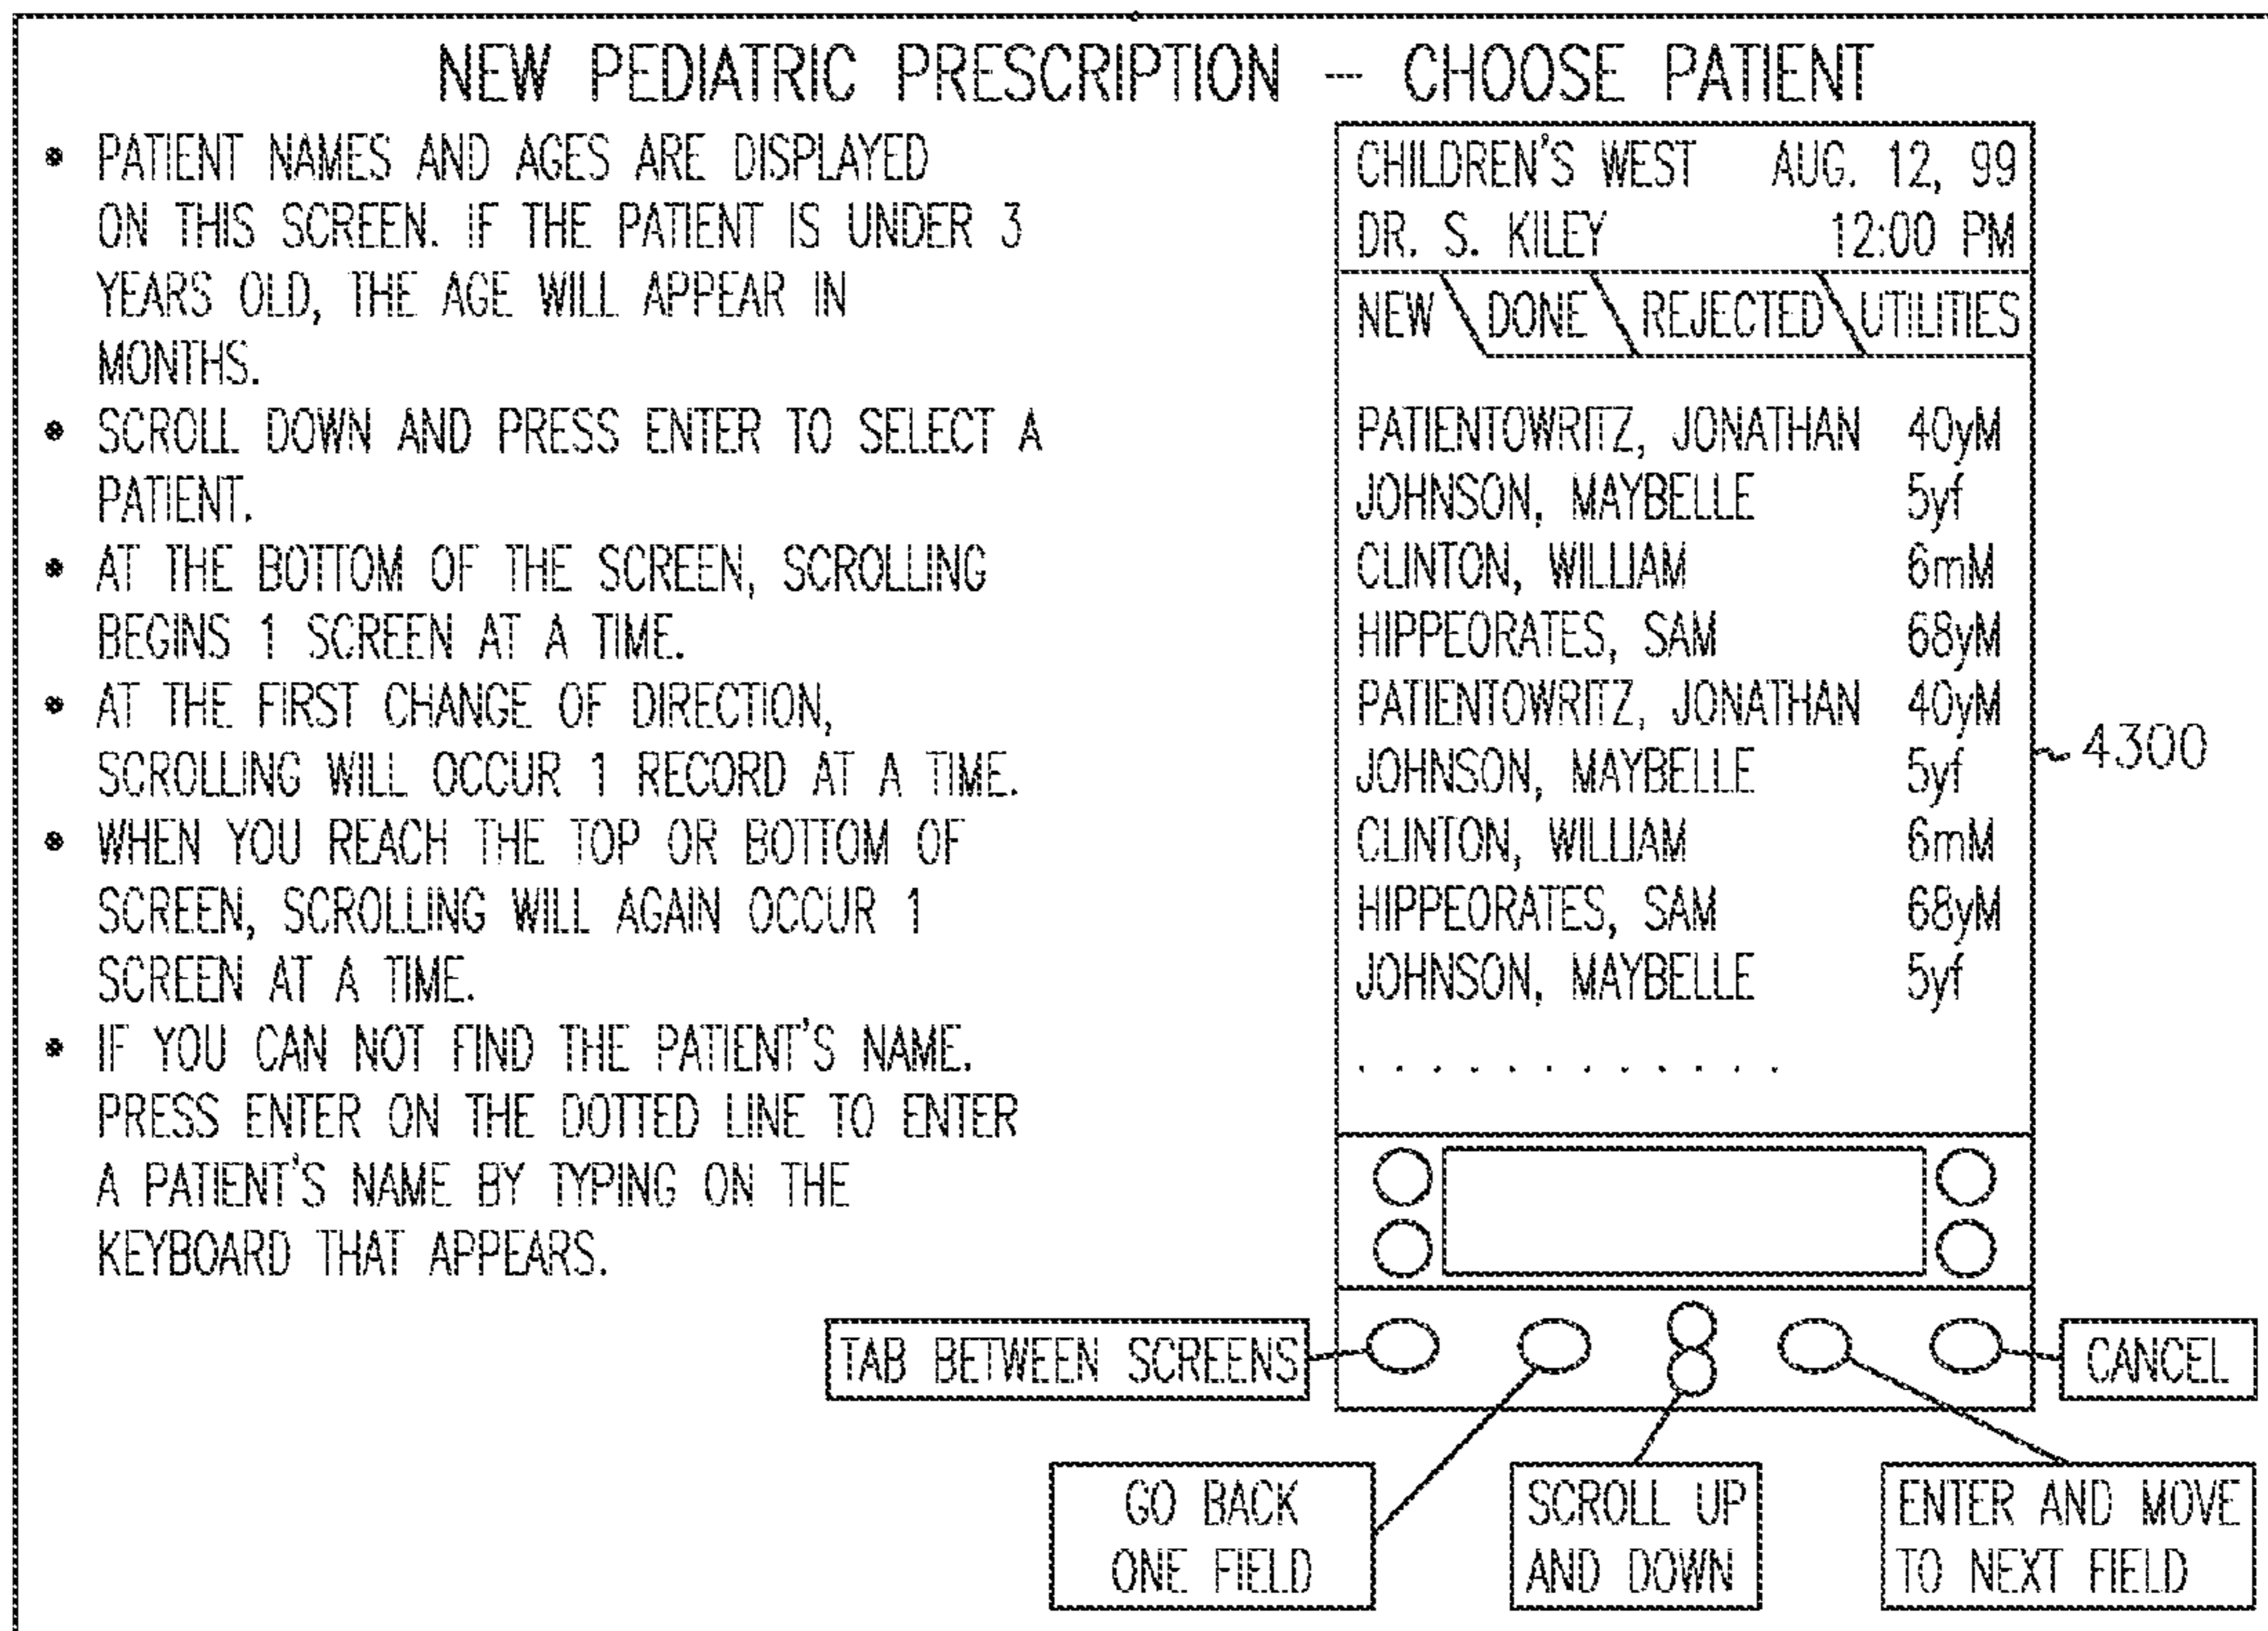 NEW PEDIATRIC PRESCRIPTION -- CHOOSE PATIENT
• PATIENT NAMES AND AGES ARE DISPLAYED
ON THIS SCREEN. IF THE PATIENT IS UNDER 3
YEARS OLD, THE AGE WILL APPEAR IN
MONTHS.
• SCROLL DOWN AND PRESS ENTER TO SELECT A
PATIENT.
• AT THE BOTTOM OF THE SCREEN, SCROLLING
BEGINS 1 SCREEN AT A TIME.
• AT THE FIRST CHANGE OF DIRECTION,
SCROLLING WILL OCCUR 1 RECORD AT A TIME.
• WHEN YOU REACH THE TOP OR BOTTOM OF
SCREEN, SCROLLING WILL AGAIN OCCUR 1
SCREEN AT A TIME.
• IF YOU CAN NOT FIND THE PATIENT'S NAME.
PRESS ENTER ON THE DOTTED LINE TO ENTER
A PATIENT'S NAME BY TYPING ON THE
KEYBOARD THAT APPEARS.
CHILDREN'S WEST AUG. 12, 99
DR. S. KILEY 12:00 PM
NEW DONE REJECTED UTILITIES
PATIENTOWRITZ, JONATHAN 40yM
JOHNSON, MAYBELLE 5yf
CLINTON, WILLIAM 6mM
HIPPEORATES, SAM 68yM
PATIENTOWRITZ, JONATHAN 40yM
JOHNSON, MAYBELLE 5yf
CLINTON, WILLIAM 6mM
HIPPEORATES, SAM 68yM
JOHNSON, MAYBELLE 5yf
. . . . . . . . . . . .
4300
TAB BETWEEN SCREENS
CANCEL
GO BACK
ONE FIELD
SCROLL UP
AND DOWN
ENTER AND MOVE
TO NEXT FIELD